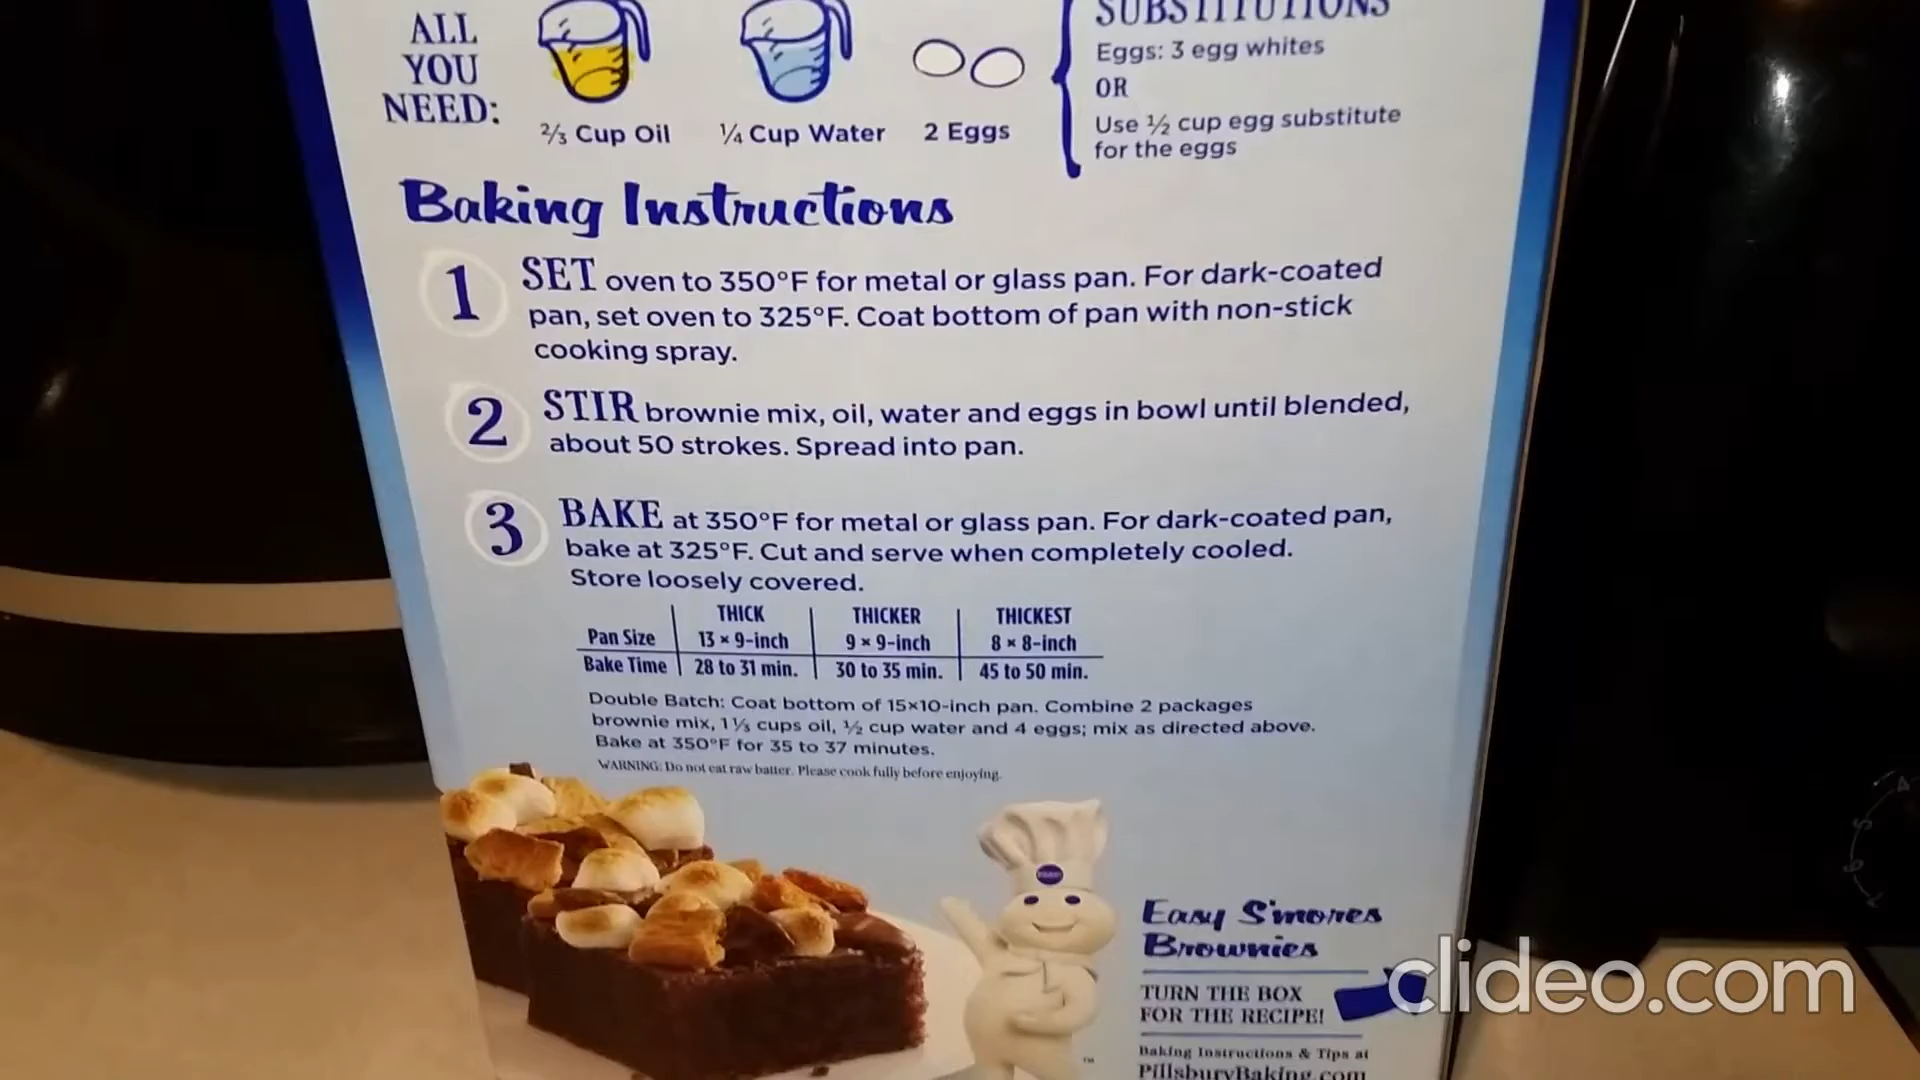 ALL
YOU
NEED:
⅔ Cup Oil
¼ Cup Water
2 Eggs
SUBSTITUTIONS
Eggs: 3 egg whites
OR
Use ½ cup egg substitute
for the eggs
Baking Instructions
1 SET oven to 350°F for metal or glass pan. For dark-coated
pan, set oven to 325°F. Coat bottom of pan with non-stick
cooking spray.
2 STIR brownie mix, oil, water and eggs in bowl until blended,
about 50 strokes. Spread into pan.
3 BAKE at 350°F for metal or glass pan. For dark-coated pan,
bake at 325°F. Cut and serve when completely cooled.
Store loosely covered.
THICK THICKER THICKEST
Pan Size 13 × 9-inch 9 × 9-inch 8 × 8-inch
Bake Time 28 to 31 min. 30 to 35 min. 45 to 50 min.
Double Batch: Coat bottom of 15×10-inch pan. Combine 2 packages
brownie mix, 1⅓ cups oil, ½ cup water and 4 eggs; mix as directed above.
Bake at 350°F for 35 to 37 minutes.
WARNING: Do not eat raw batter. Please cook fully before enjoying.
Easy S'mores
Brownies
TURN THE BOX
FOR THE RECIPE!
Baking Instructions & Tips at
PillsburyBaking.com
™
clideo.com